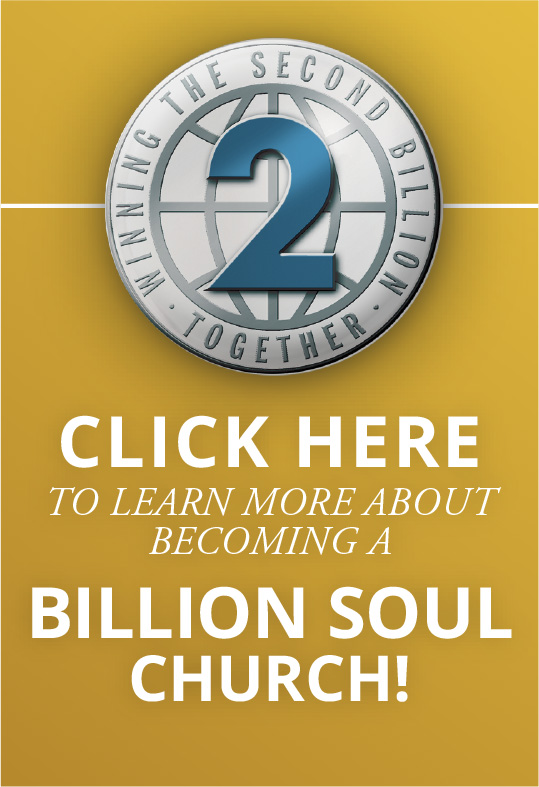 WINNING THE SECOND BILLION
2
· TOGETHER ·
CLICK HERE
TO LEARN MORE ABOUT
BECOMING A
BILLION SOUL
CHURCH!